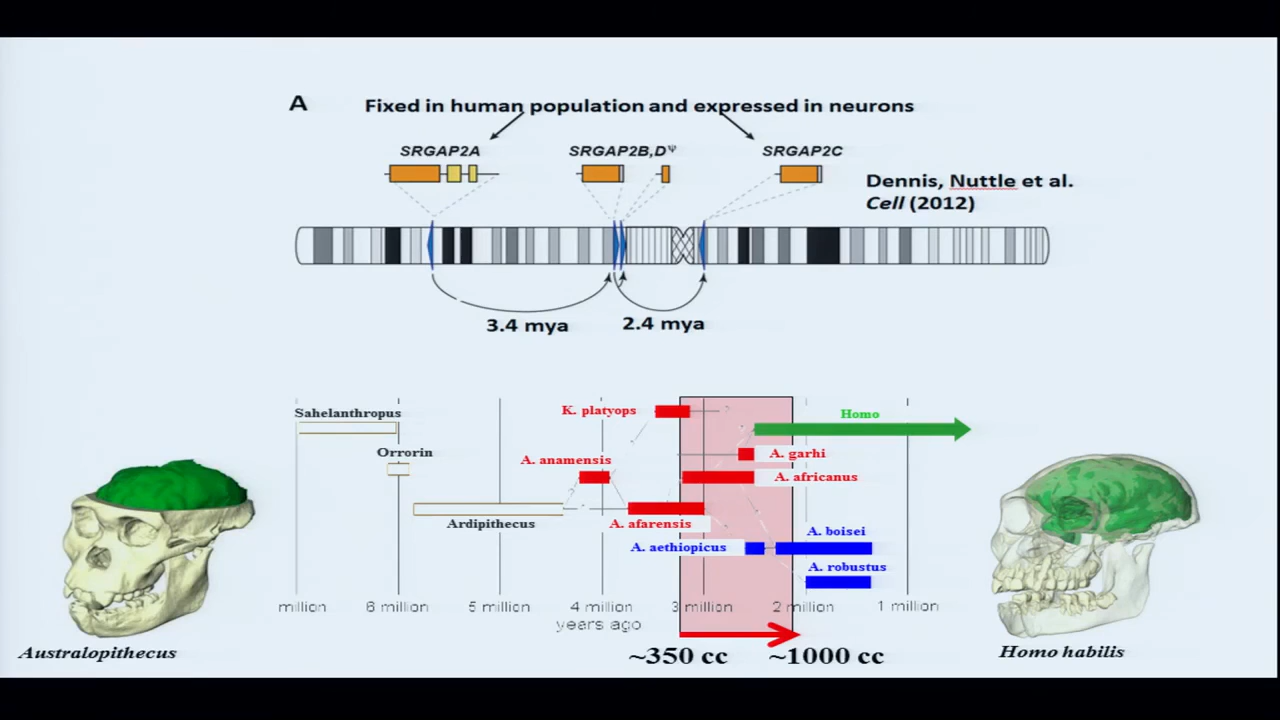 A
Fixed in human population and expressed in neurons
SRGAP2A
SRGAP2B,DΨ
SRGAP2C
Dennis, Nuttle et al.
Cell (2012)
3.4 mya
2.4 mya
Sahelanthropus
K. platyops
Homo
Orrorin
A. anamensis
A. garhi
A. africanus
Ardipithecus
A. afarensis
A. boisei
A. aethiopicus
A. robustus
million
6 million
5 million
4 million
3 million
2 million
1 million
years ago
Australopithecus
~350 cc
~1000 cc
Homo habilis